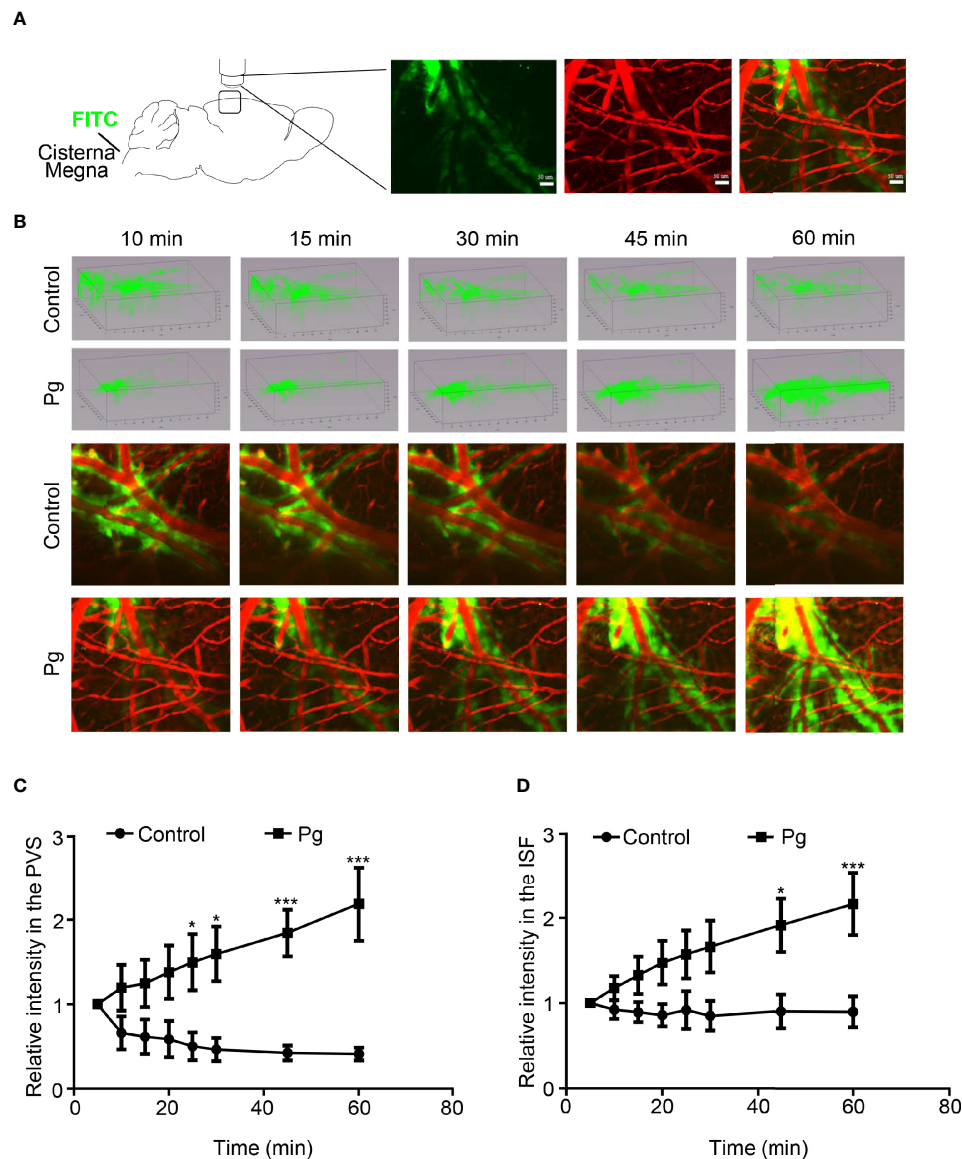 A
FITC
Cisterna
Megna
50 um
50 um
50 um
B
10 min
15 min
30 min
45 min
60 min
Control
Pg
Control
Pg
C
Control
Pg
Relative intensity in the PVS
3
2
1
0
*
*
***
***
0
20
40
60
80
Time (min)
D
Control
Pg
Relative intensity in the ISF
3
2
1
0
*
***
0
20
40
60
80
Time (min)